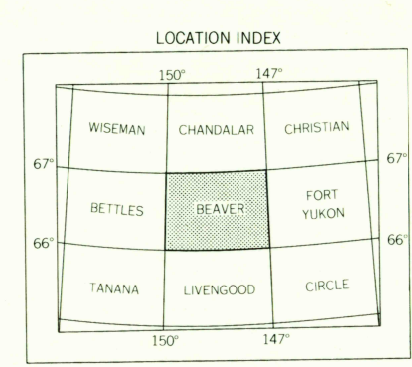 LOCATION INDEX
150° 147°
WISEMAN CHANDALAR CHRISTIAN
67° 67°
BETTLES BEAVER FORT YUKON
66° 66°
TANANA LIVENGOOD CIRCLE
150° 147°